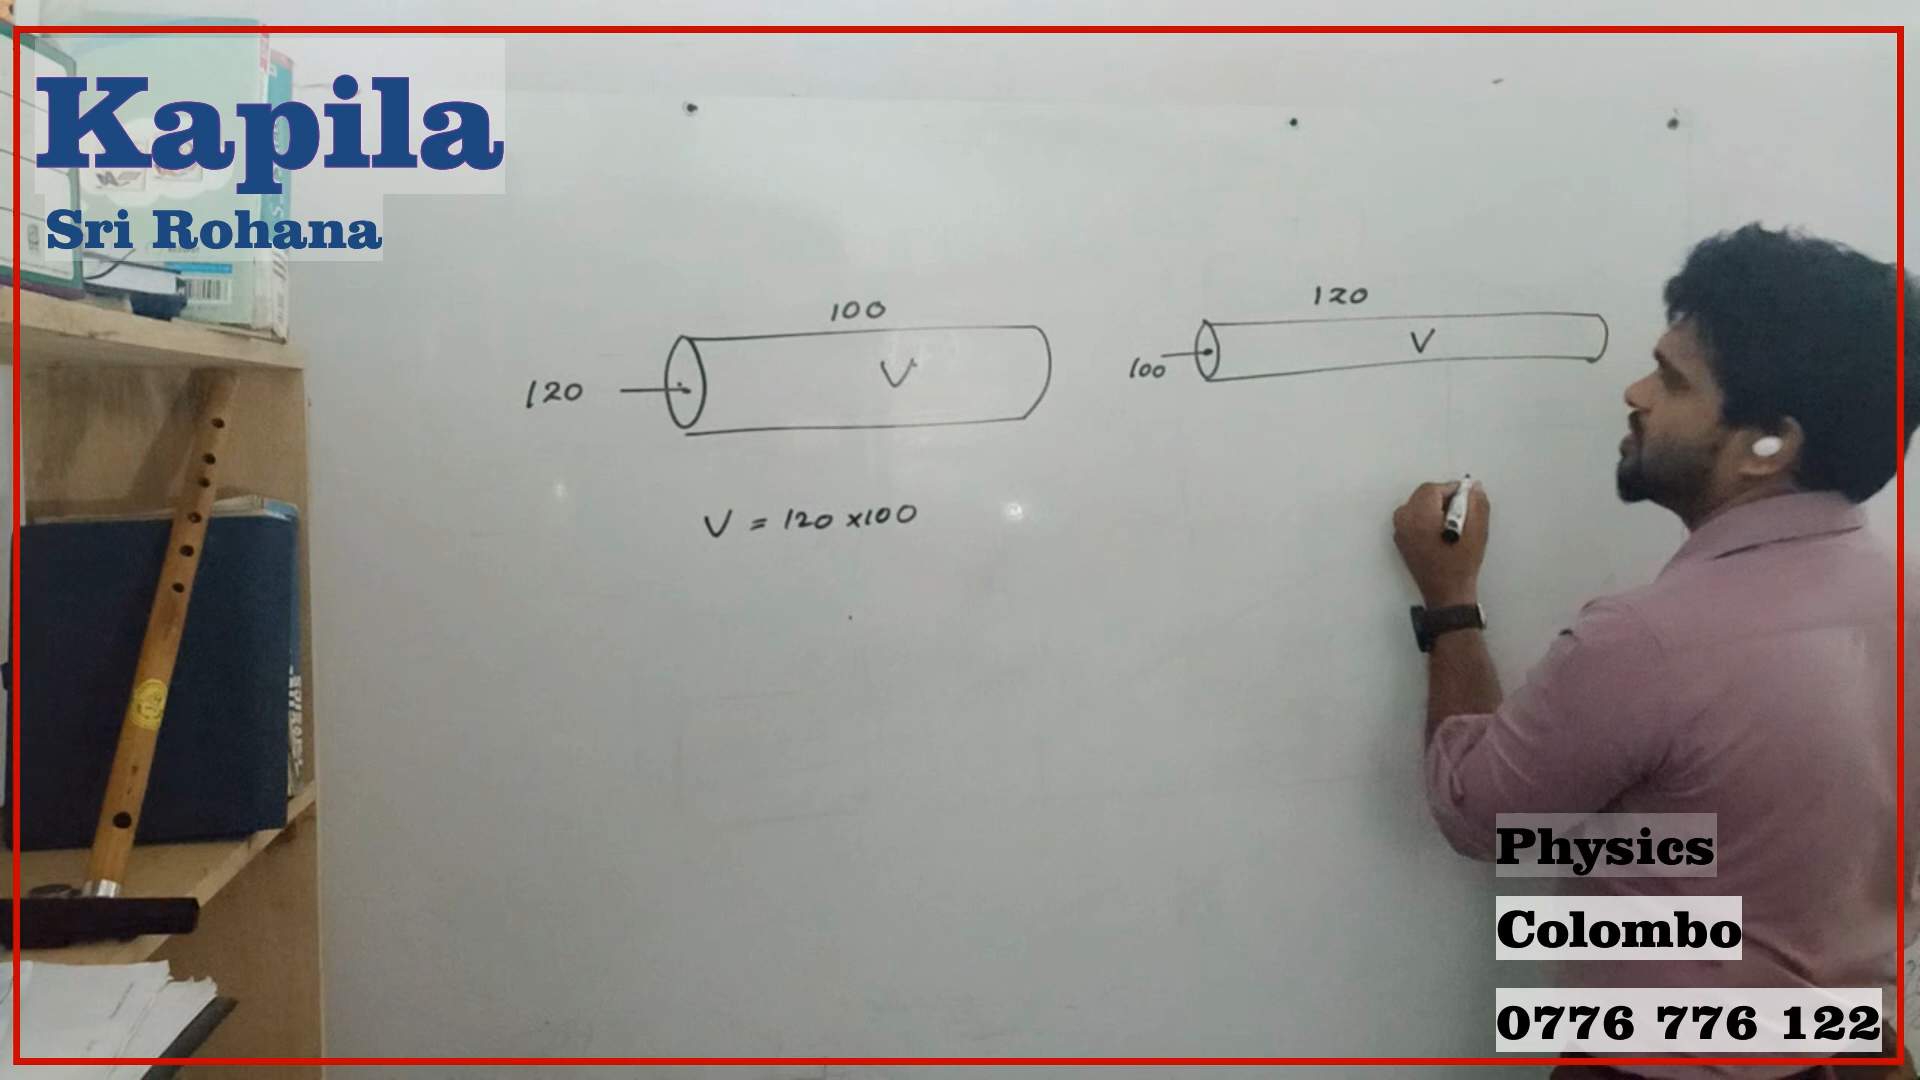 Kapila
Sri Rohana
100
120
V
120
V
100
V = 120 x100
Physics
Colombo
0776 776 122